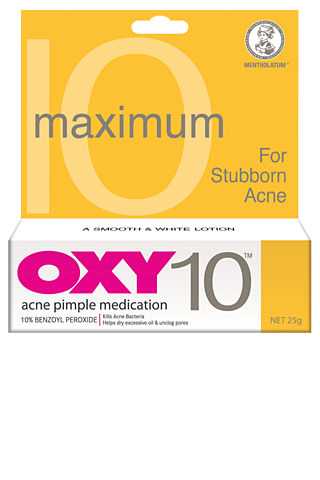 10
maximum
MENTHOLATUM®
For
Stubborn
Acne
A SMOOTH & WHITE LOTION
OXY10™
acne pimple medication
10% BENZOYL PEROXIDE
Kills Acne Bacteria
Helps dry excessive oil & unclog pores
NET 25g